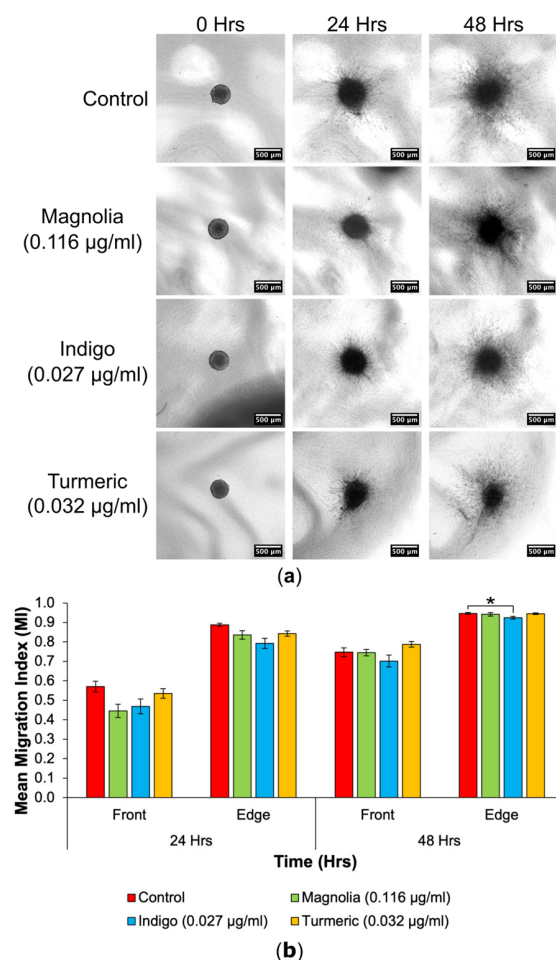 0 Hrs 24 Hrs 48 Hrs
Control
500 µm 500 µm 500 µm
Magnolia
(0.116 µg/ml)
500 µm 500 µm 500 µm
Indigo
(0.027 µg/ml)
500 µm 500 µm 500 µm
Turmeric
(0.032 µg/ml)
500 µm 500 µm 500 µm
(a)
Mean Migration Index (MI)
1.0
0.9
0.8
0.7
0.6
0.5
0.4
0.3
0.2
0.1
0.0
*
Front Edge Front Edge
24 Hrs 48 Hrs
Time (Hrs)
Control Magnolia (0.116 µg/ml)
Indigo (0.027 µg/ml) Turmeric (0.032 µg/ml)
(b)